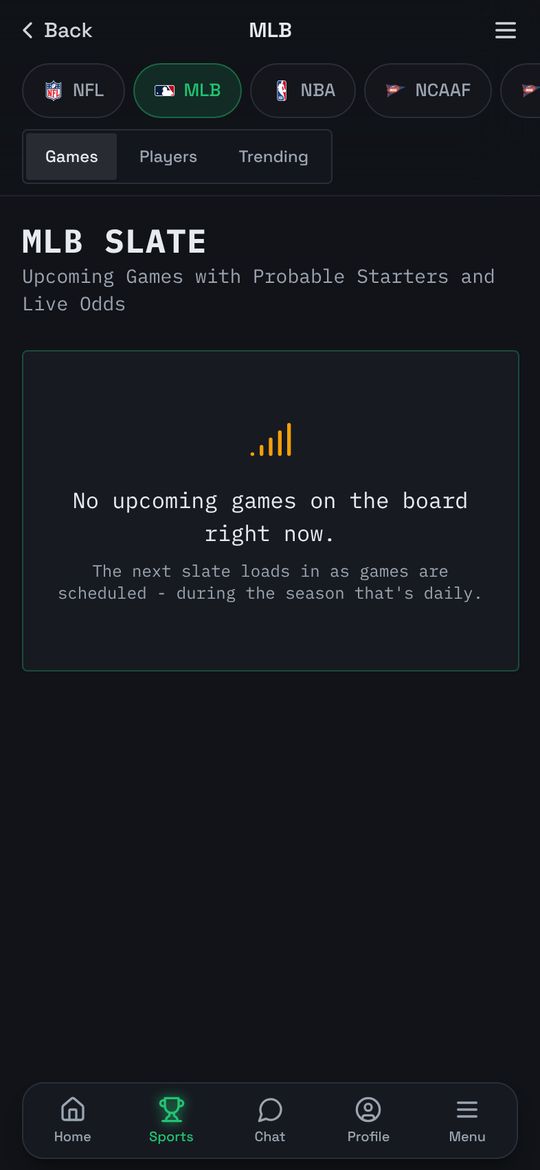 Back
MLB
NFL
MLB
NBA
NCAAF
Games
Players
Trending
MLB SLATE
Upcoming Games with Probable Starters and
Live Odds
No upcoming games on the board
right now.
The next slate loads in as games are
scheduled - during the season that's daily.
Home
Sports
Chat
Profile
Menu